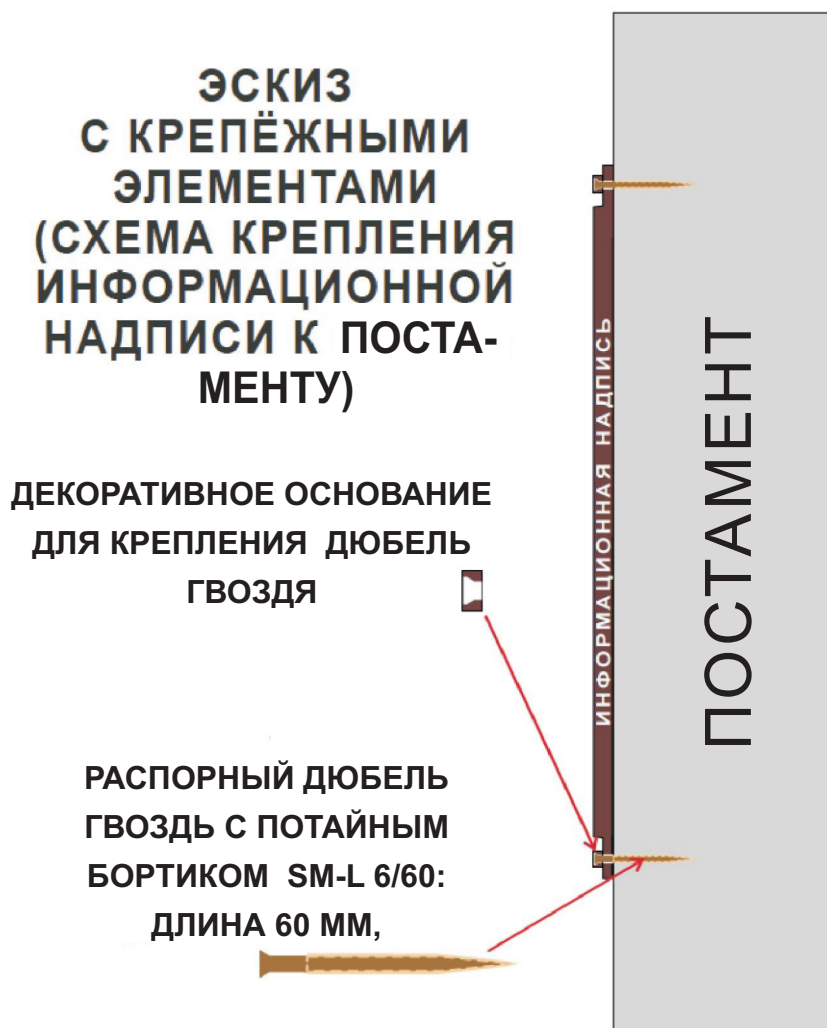 ЭСКИЗ
С КРЕПЁЖНЫМИ
ЭЛЕМЕНТАМИ
(СХЕМА КРЕПЛЕНИЯ
ИНФОРМАЦИОННОЙ
НАДПИСИ К ПОСТА-
МЕНТУ)
ДЕКОРАТИВНОЕ ОСНОВАНИЕ
ДЛЯ КРЕПЛЕНИЯ ДЮБЕЛЬ
ГВОЗДЯ
РАСПОРНЫЙ ДЮБЕЛЬ
ГВОЗДЬ С ПОТАЙНЫМ
БОРТИКОМ SM-L 6/60:
ДЛИНА 60 ММ,
ИНФОРМАЦИОННАЯ НАДПИСЬ
ПОСТАМЕНТ